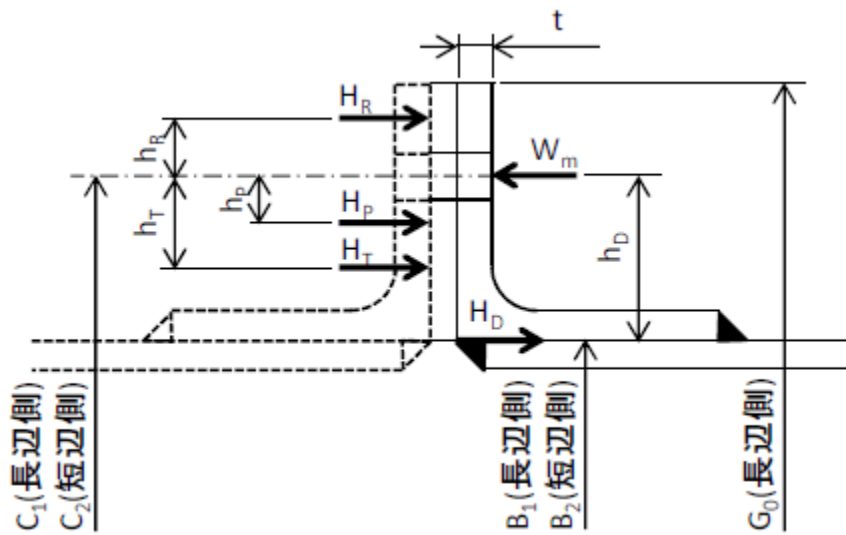 t
H_R
h_R
W_m
h_P
H_P
h_T
H_T
h_D
H_D
C₁(長辺側)
C₂(短辺側)
B₁(長辺側)
B₂(短辺側)
G₀(長辺側)